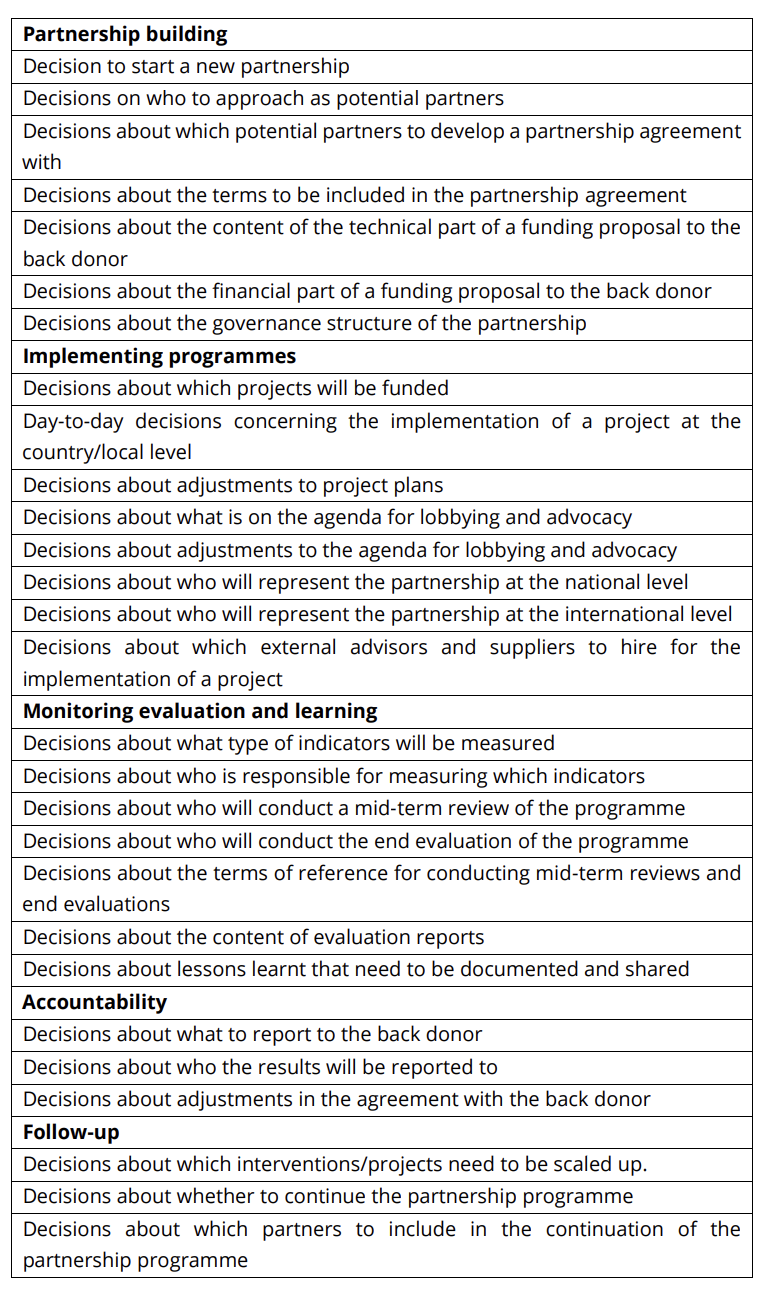 Partnership building
Decision to start a new partnership
Decisions on who to approach as potential partners
Decisions about which potential partners to develop a partnership agreement
with
Decisions about the terms to be included in the partnership agreement
Decisions about the content of the technical part of a funding proposal to the
back donor
Decisions about the financial part of a funding proposal to the back donor
Decisions about the governance structure of the partnership
Implementing programmes
Decisions about which projects will be funded
Day-to-day decisions concerning the implementation of a project at the
country/local level
Decisions about adjustments to project plans
Decisions about what is on the agenda for lobbying and advocacy
Decisions about adjustments to the agenda for lobbying and advocacy
Decisions about who will represent the partnership at the national level
Decisions about who will represent the partnership at the international level
Decisions about which external advisors and suppliers to hire for the
implementation of a project
Monitoring evaluation and learning
Decisions about what type of indicators will be measured
Decisions about who is responsible for measuring which indicators
Decisions about who will conduct a mid-term review of the programme
Decisions about who will conduct the end evaluation of the programme
Decisions about the terms of reference for conducting mid-term reviews and
end evaluations
Decisions about the content of evaluation reports
Decisions about lessons learnt that need to be documented and shared
Accountability
Decisions about what to report to the back donor
Decisions about who the results will be reported to
Decisions about adjustments in the agreement with the back donor
Follow-up
Decisions about which interventions/projects need to be scaled up.
Decisions about whether to continue the partnership programme
Decisions about which partners to include in the continuation of the
partnership programme